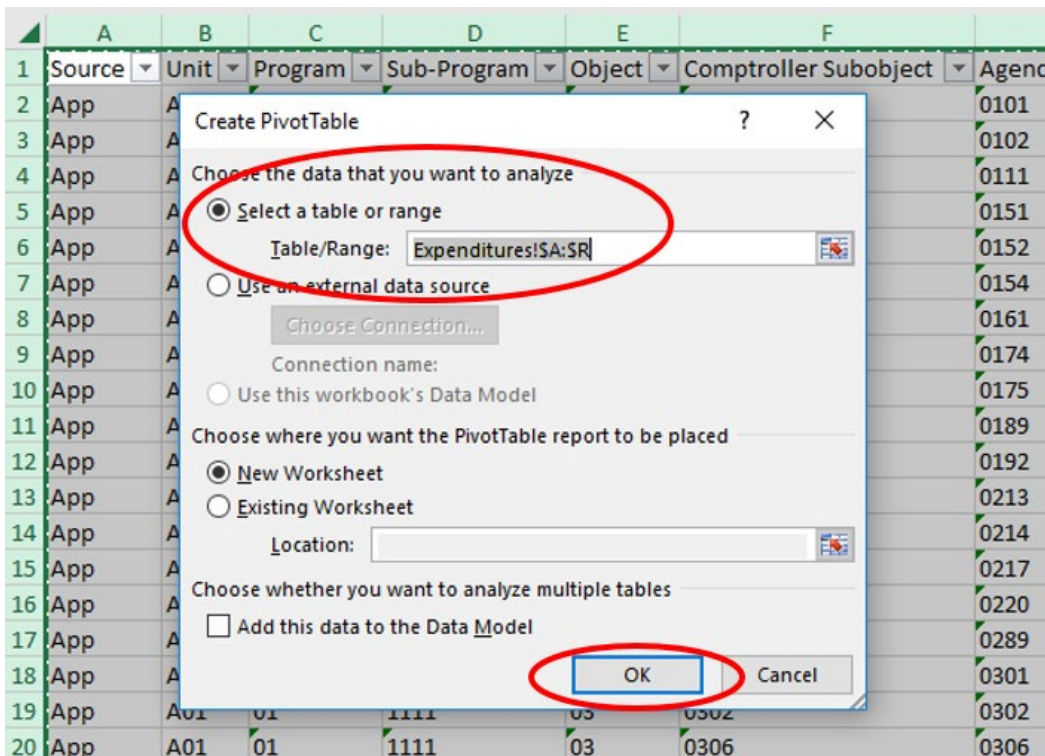 A B C D E F
1 Source Unit Program Sub-Program Object Comptroller Subobject Agenc
2 App A 0101
Create PivotTable ? X
3 App A 0102
Choose the data that you want to analyze
4 App A 0111
5 App A Select a table or range 0151
6 App A Table/Range: Expenditures!$A:$R 0152
7 App A Use an external data source 0154
8 App A Choose Connection... 0161
9 App A Connection name: 0174
10 App A Use this workbook's Data Model 0175
11 App A Choose where you want the PivotTable report to be placed 0189
12 App A New Worksheet 0192
13 App A Existing Worksheet 0213
14 App A Location: 0214
15 App A 0217
Choose whether you want to analyze multiple tables
16 App A 0220
17 App A Add this data to the Data Model 0289
18 App A OK Cancel 0301
19 App A01 01 1111 03 0302 0302
20 App A01 01 1111 03 0306 0306